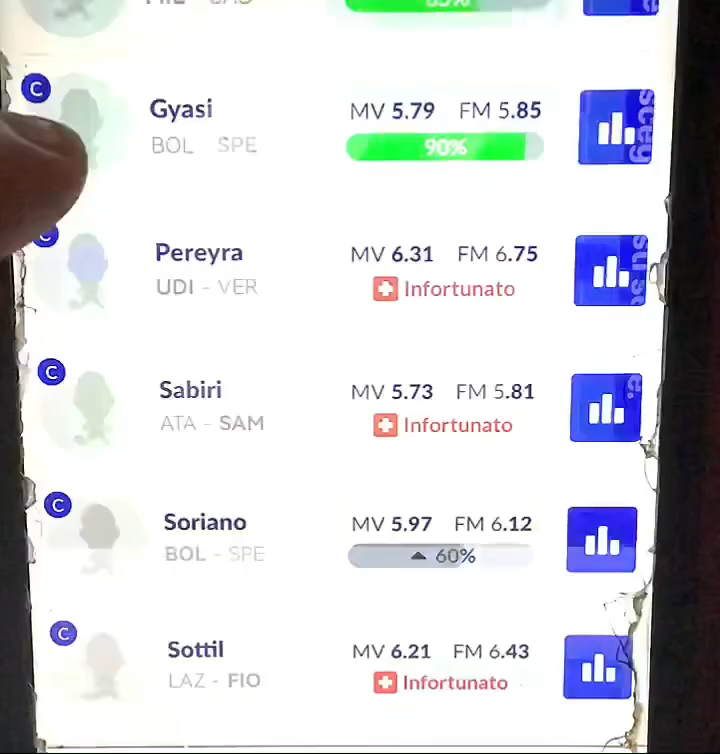 C
Gyasi MV 5.79 FM 5.85
BOL SPE 90%
C
Pereyra MV 6.31 FM 6.75
UDI - VER Infortunato
C
Sabiri MV 5.73 FM 5.81
ATA - SAM Infortunato
C
Soriano MV 5.97 FM 6.12
BOL - SPE 60%
C
Sottil MV 6.21 FM 6.43
LAZ - FIO Infortunato